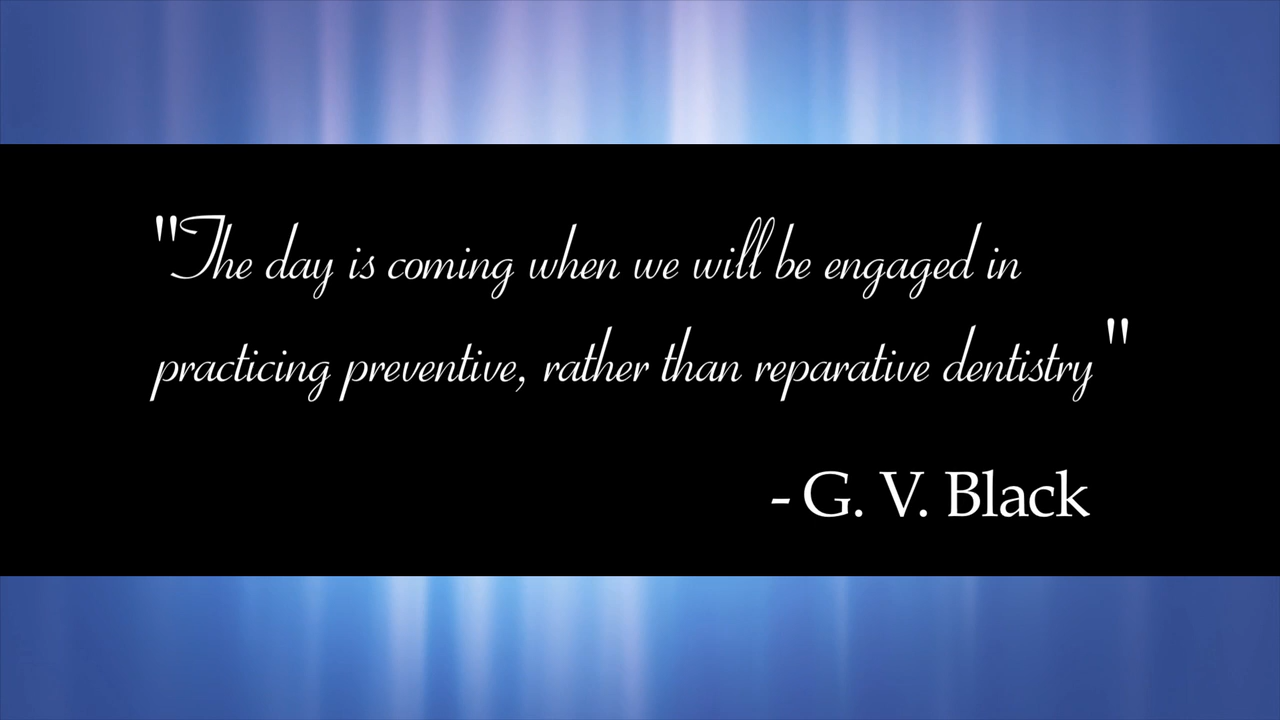 "The day is coming when we will be engaged in
practicing preventive, rather than reparative dentistry"
- G. V. Black